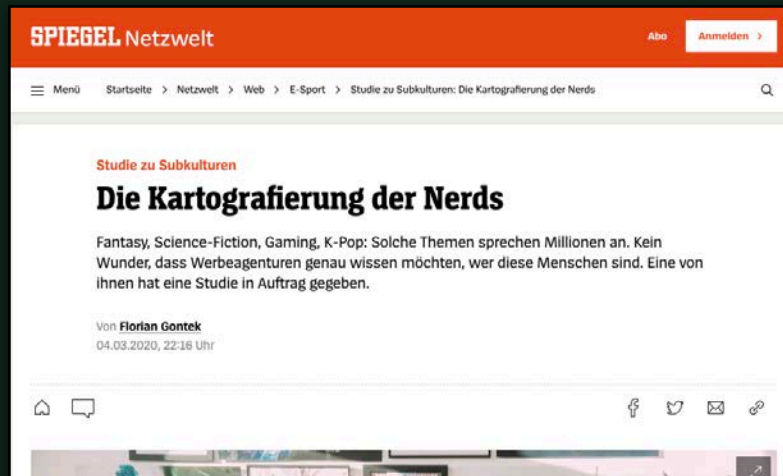 SPIEGEL Netzwelt
Abo
Anmelden >
Menü
Startseite > Netzwelt > Web > E-Sport > Studie zu Subkulturen: Die Kartografierung der Nerds
Studie zu Subkulturen
Die Kartografierung der Nerds
Fantasy, Science-Fiction, Gaming, K-Pop: Solche Themen sprechen Millionen an. Kein
Wunder, dass Werbeagenturen genau wissen möchten, wer diese Menschen sind. Eine von
ihnen hat eine Studie in Auftrag gegeben.
Von Florian Gontek
04.03.2020, 22:16 Uhr